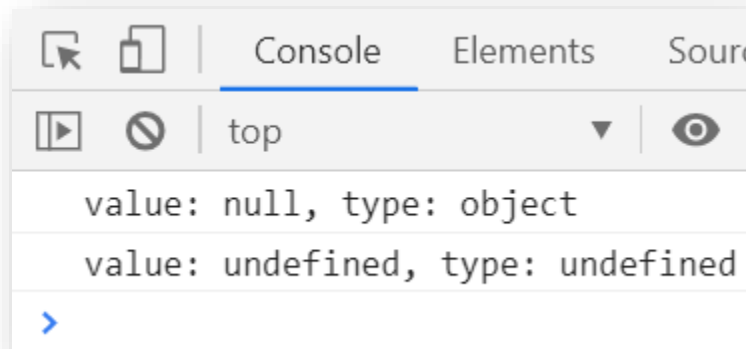 Console Elements Sour
top
value: null, type: object
value: undefined, type: undefined